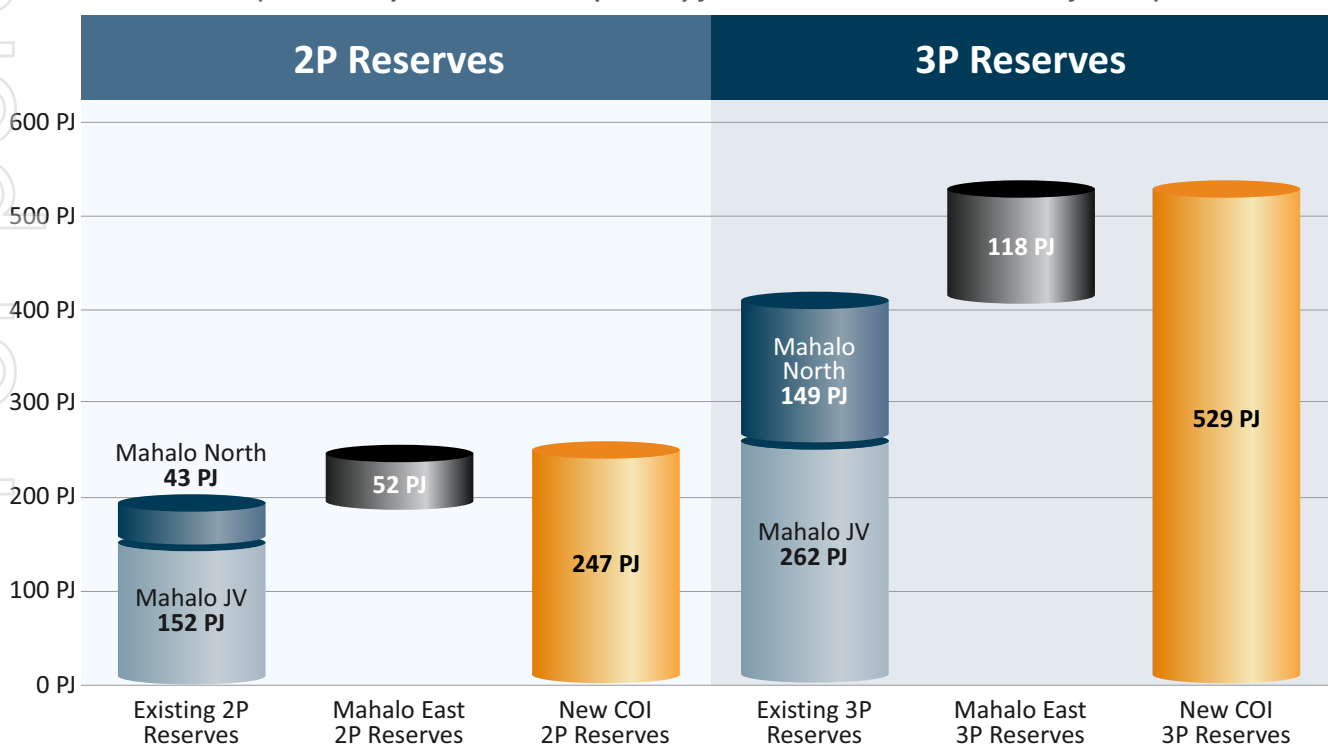 2P Reserves
3P Reserves
600 PJ
500 PJ
400 PJ
300 PJ
200 PJ
100 PJ
0 PJ
Mahalo North
43 PJ
Mahalo JV
152 PJ
52 PJ
247 PJ
Mahalo
North
149 PJ
Mahalo JV
262 PJ
118 PJ
529 PJ
Existing 2P
Reserves
Mahalo East
2P Reserves
New COI
2P Reserves
Existing 3P
Reserves
Mahalo East
3P Reserves
New COI
3P Reserves